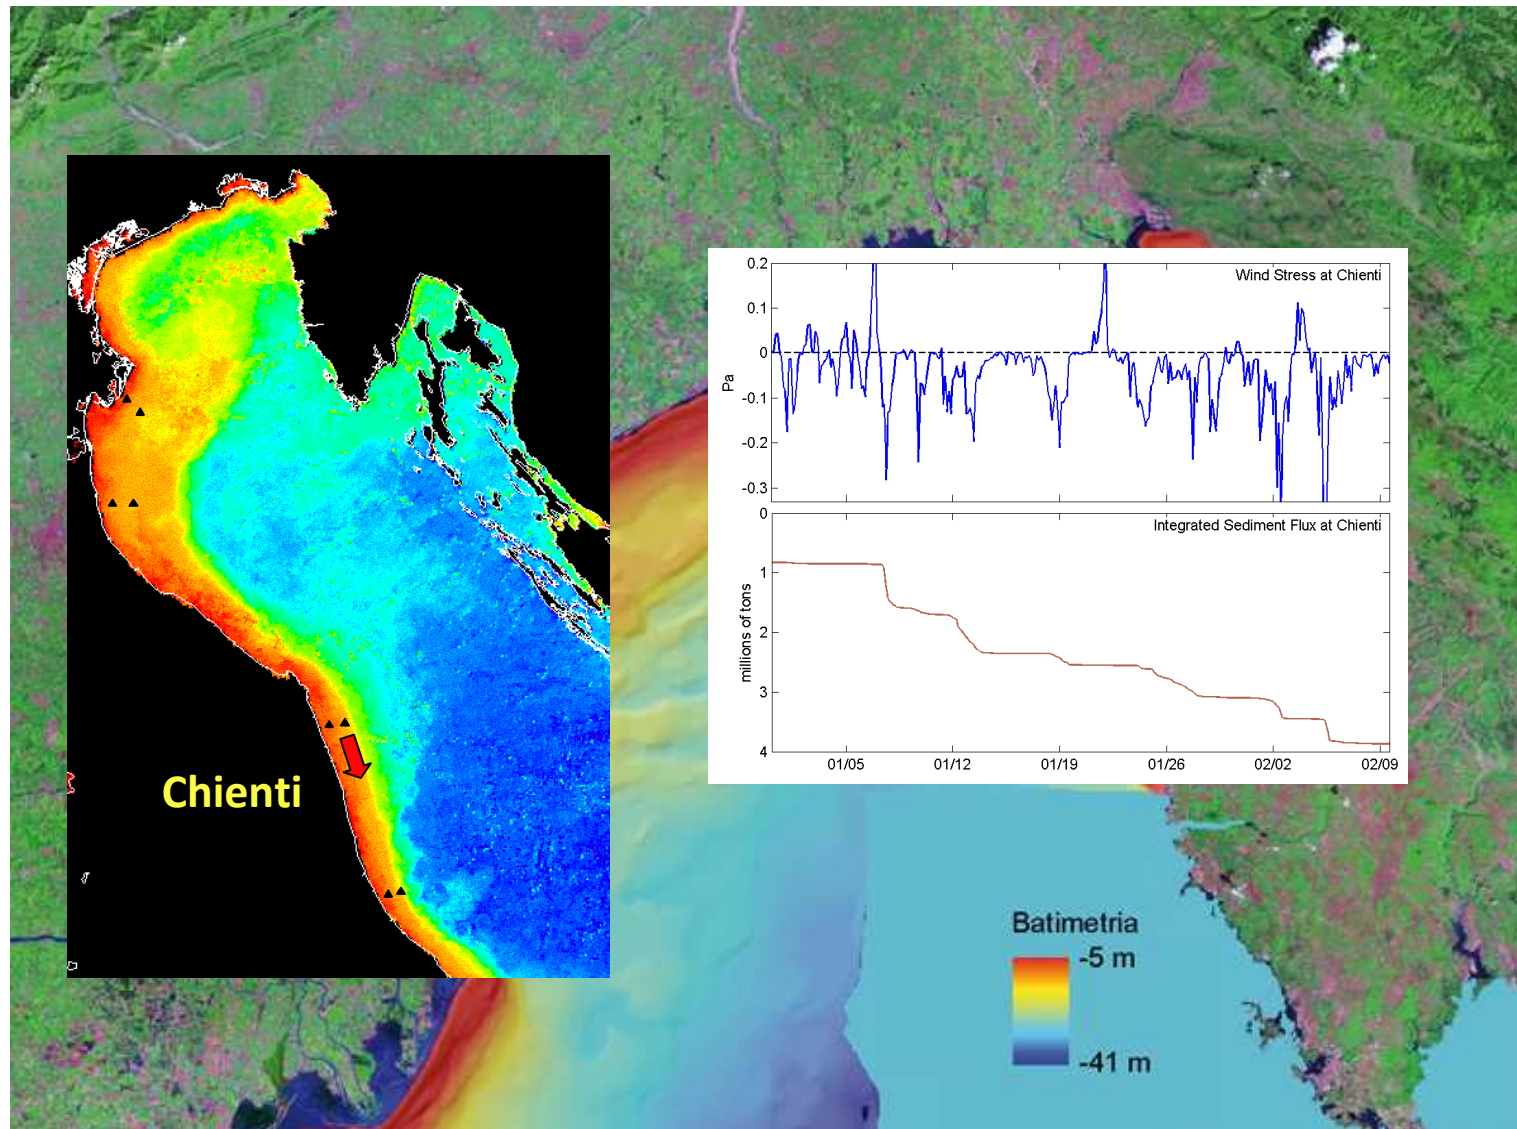 Chienti
Wind Stress at Chienti
0.2
0.1
0
-0.1
-0.2
-0.3
Pa
Integrated Sediment Flux at Chienti
0
1
2
3
4
millions of tons
01/05 01/12 01/19 01/26 02/02 02/09
Batimetria
-5 m
-41 m